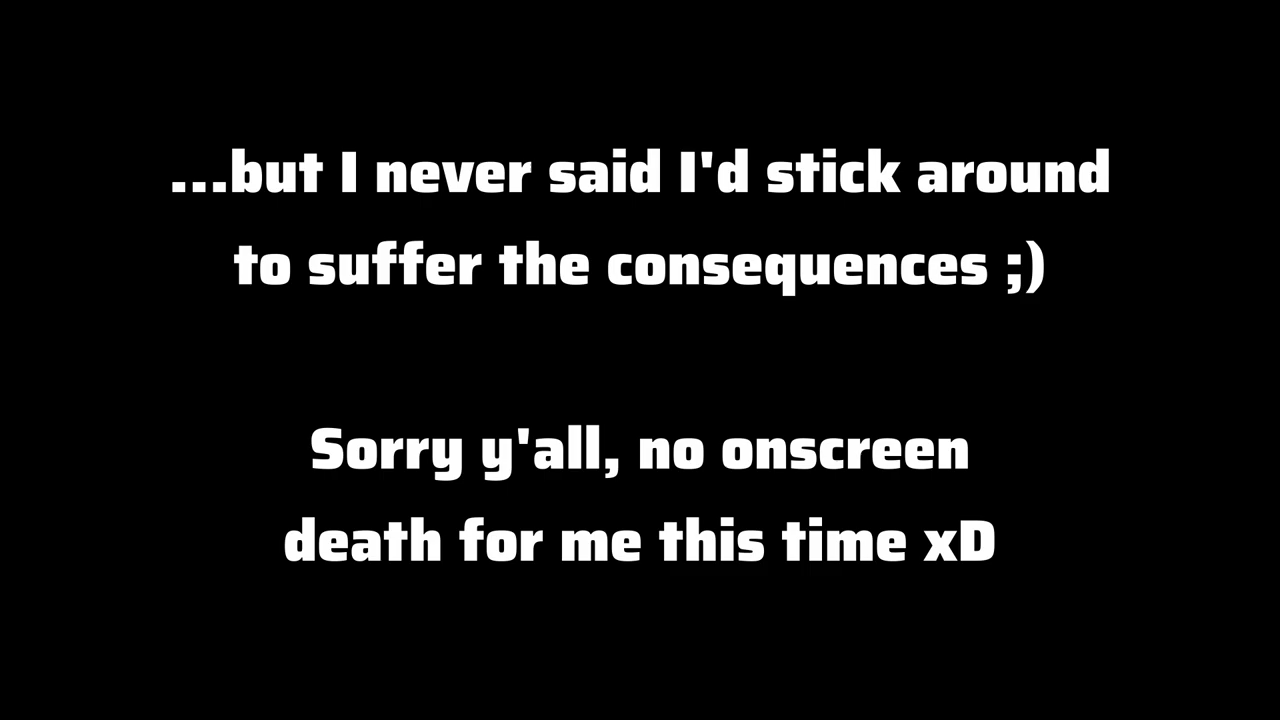 ...but I never said I'd stick around
to suffer the consequences ;)
Sorry y'all, no onscreen
death for me this time xD